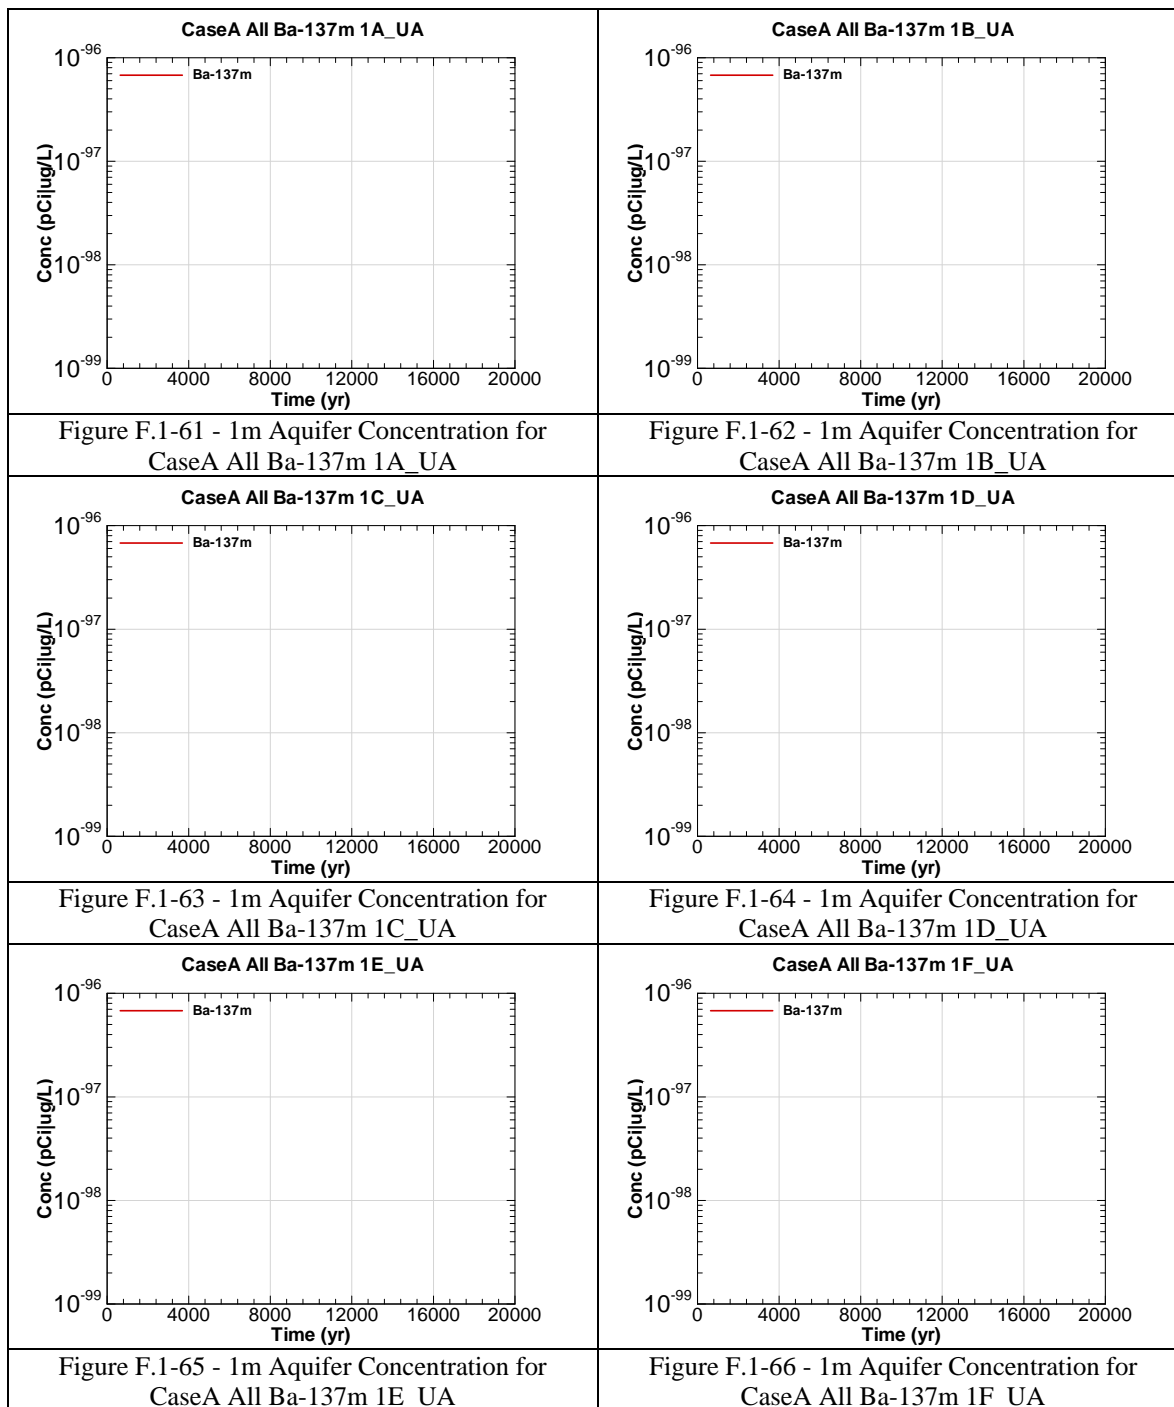 CaseA All Ba-137m 1A_UA
10-96
Ba-137m
10-97
Conc (pCi|ug/L)
10-98
10-99
0 4000 8000 12000 16000 20000
Time (yr)
Figure F.1-61 - 1m Aquifer Concentration for
CaseA All Ba-137m 1A_UA
CaseA All Ba-137m 1B_UA
10-96
Ba-137m
10-97
Conc (pCi|ug/L)
10-98
10-99
0 4000 8000 12000 16000 20000
Time (yr)
Figure F.1-62 - 1m Aquifer Concentration for
CaseA All Ba-137m 1B_UA
CaseA All Ba-137m 1C_UA
10-96
Ba-137m
10-97
Conc (pCi|ug/L)
10-98
10-99
0 4000 8000 12000 16000 20000
Time (yr)
Figure F.1-63 - 1m Aquifer Concentration for
CaseA All Ba-137m 1C_UA
CaseA All Ba-137m 1D_UA
10-96
Ba-137m
10-97
Conc (pCi|ug/L)
10-98
10-99
0 4000 8000 12000 16000 20000
Time (yr)
Figure F.1-64 - 1m Aquifer Concentration for
CaseA All Ba-137m 1D_UA
CaseA All Ba-137m 1E_UA
10-96
Ba-137m
10-97
Conc (pCi|ug/L)
10-98
10-99
0 4000 8000 12000 16000 20000
Time (yr)
Figure F.1-65 - 1m Aquifer Concentration for
CaseA All Ba-137m 1E_UA
CaseA All Ba-137m 1F_UA
10-96
Ba-137m
10-97
Conc (pCi|ug/L)
10-98
10-99
0 4000 8000 12000 16000 20000
Time (yr)
Figure F.1-66 - 1m Aquifer Concentration for
CaseA All Ba-137m 1F_UA